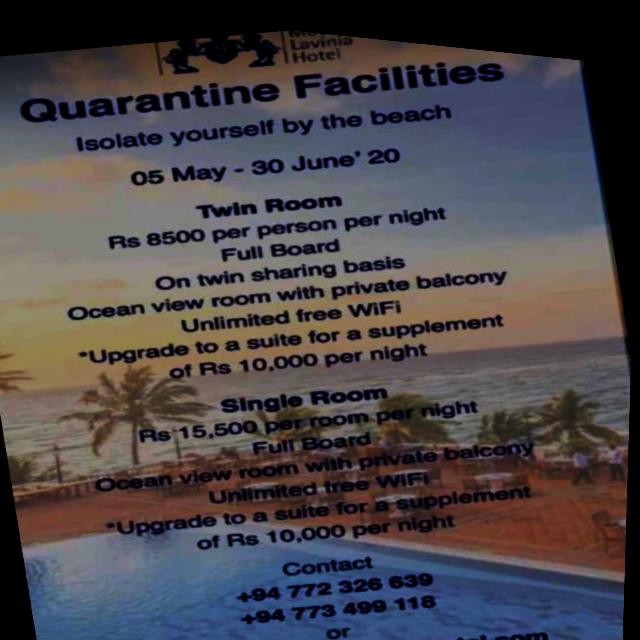 Lavinia
Hotel
Quarantine Facilities
Isolate yourself by the beach
05 May - 30 June' 20
Twin Room
Rs 8500 per person per night
Full Board
On twin sharing basis
Ocean view room with private balcony
Unlimited free WiFi
*Upgrade to a suite for a supplement
of Rs 10,000 per night
Single Room
Rs 15,500 per room per night
Full Board
Ocean view room with private balcony
Unlimited free WiFi
*Upgrade to a suite for a supplement
of Rs 10,000 per night
Contact
+94 772 326 639
+94 773 499 118
or